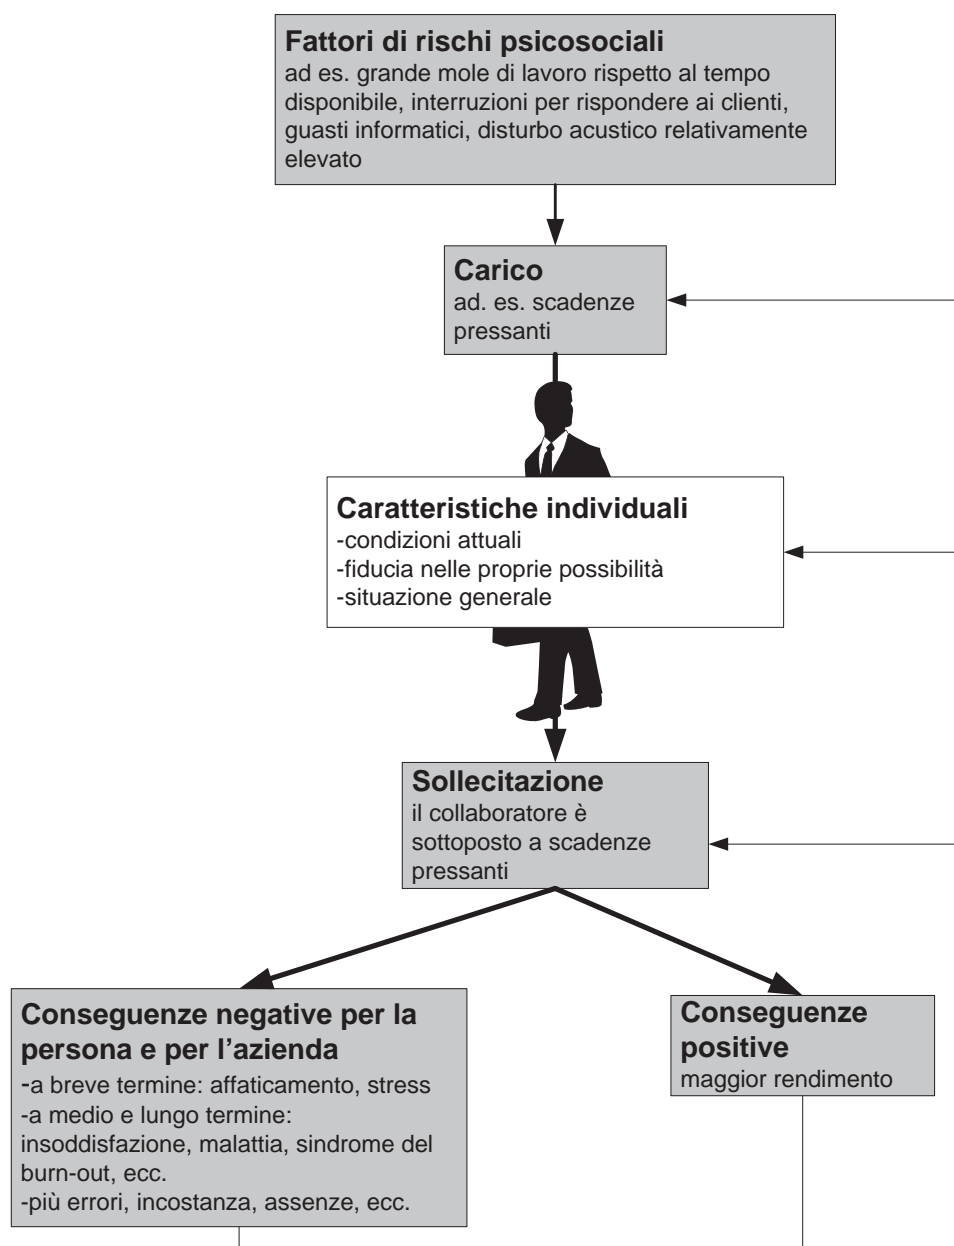 Fattori di rischi psicosociali
ad es. grande mole di lavoro rispetto al tempo
disponibile, interruzioni per rispondere ai clienti,
guasti informatici, disturbo acustico relativamente
elevato
Carico
ad. es. scadenze
pressanti
Caratteristiche individuali
-condizioni attuali
-fiducia nelle proprie possibilità
-situazione generale
Sollecitazione
il collaboratore è
sottoposto a scadenze
pressanti
Conseguenze negative per la
persona e per l'azienda
-a breve termine: affaticamento, stress
-a medio e lungo termine:
insoddisfazione, malattia, sindrome del
burn-out, ecc.
-più errori, incostanza, assenze, ecc.
Conseguenze
positive
maggior rendimento